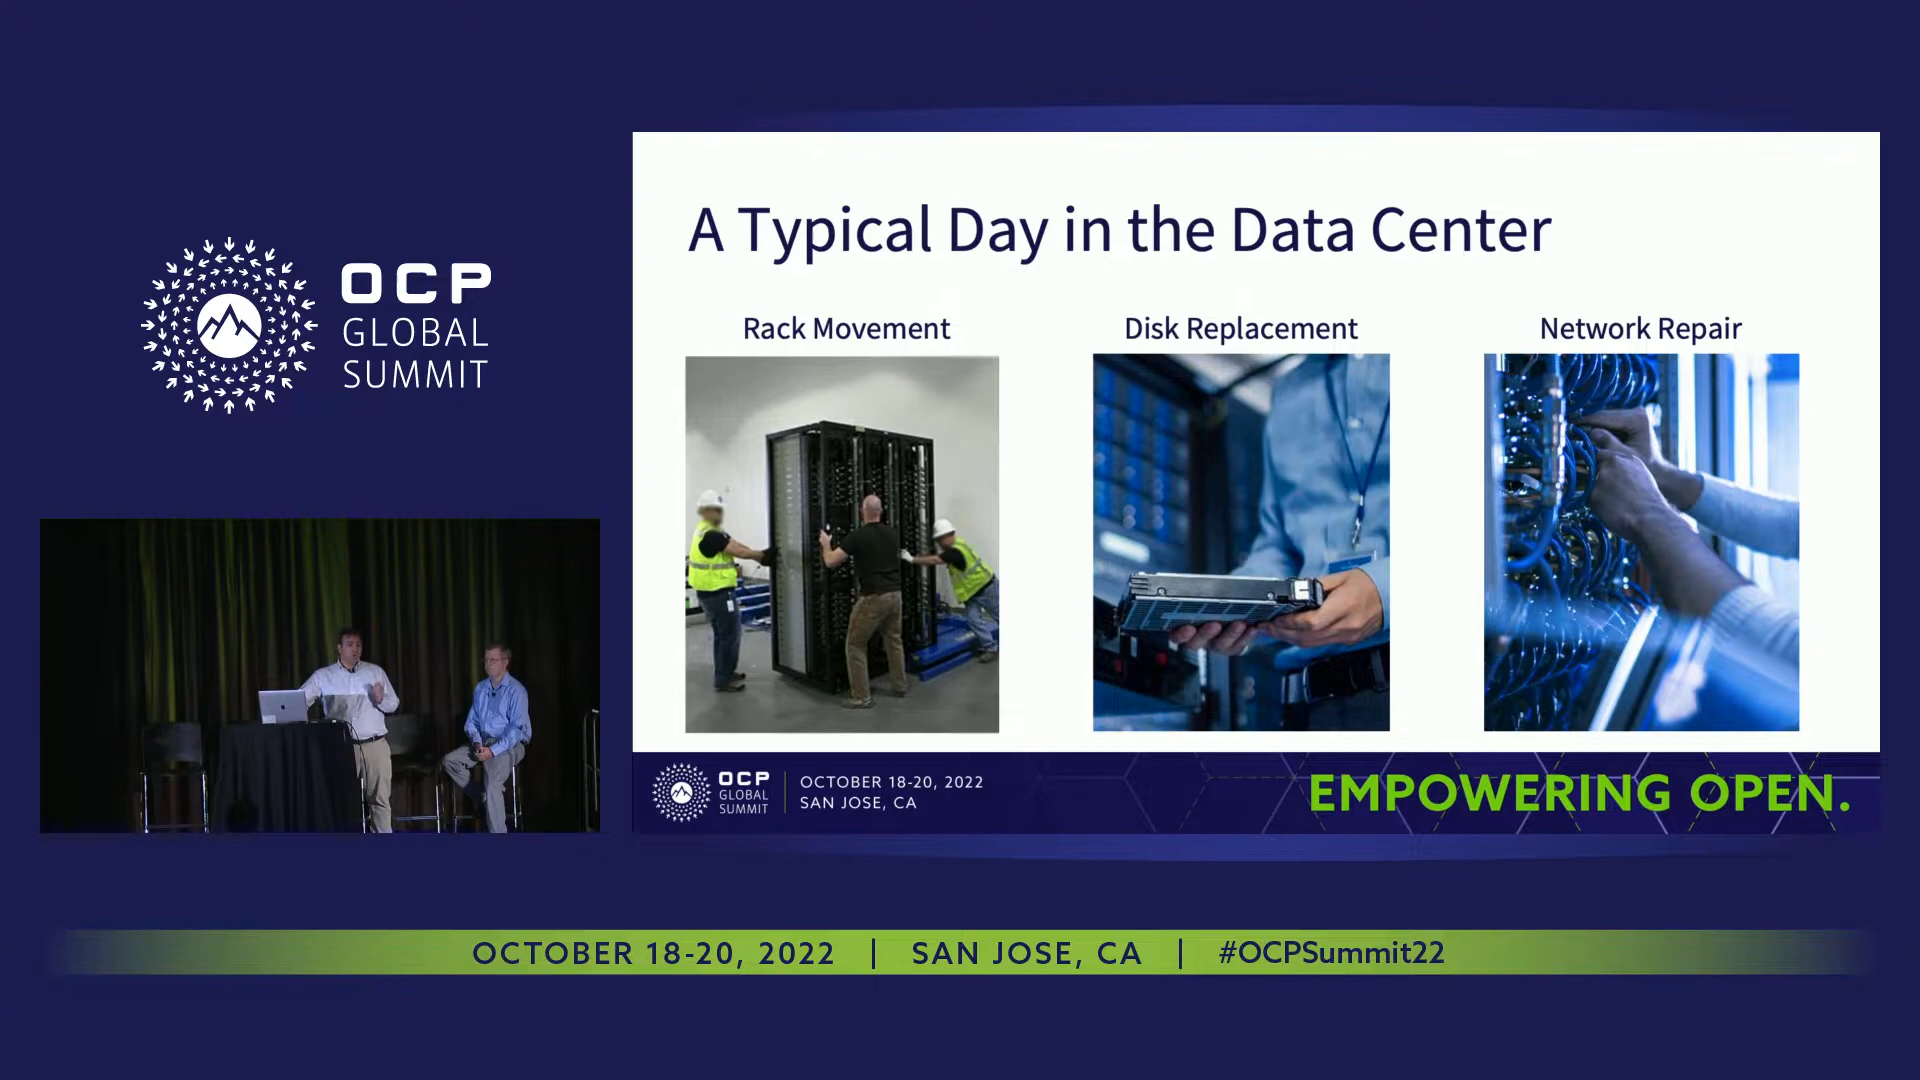 OCP
GLOBAL
SUMMIT
A Typical Day in the Data Center
Rack Movement
Disk Replacement
Network Repair
OCP
GLOBAL
SUMMIT
OCTOBER 18-20, 2022
SAN JOSE, CA
EMPOWERING OPEN.
OCTOBER 18-20, 2022 | SAN JOSE, CA | #OCPSummit22